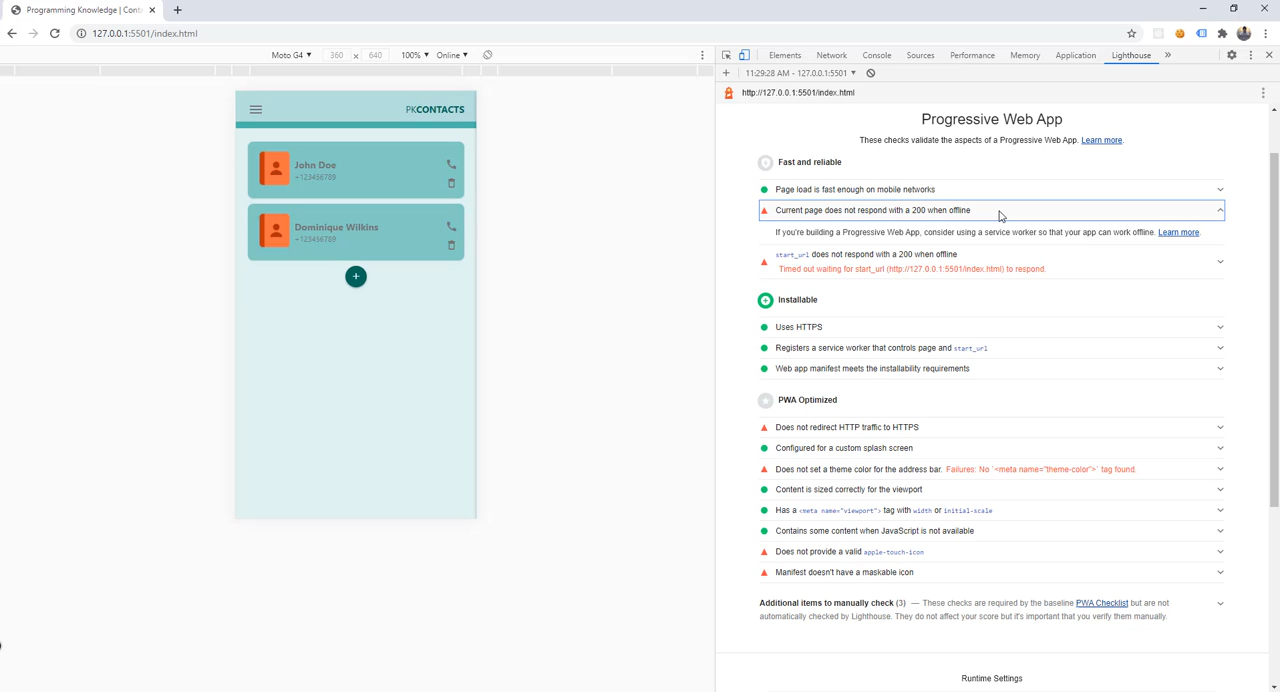 Programming Knowledge | Cont
127.0.0.1:5501/index.html
Moto G4 ▼ 360 x 640 100% ▼ Online ▼
Elements Network Console Sources Performance Memory Application Lighthouse »
11:29:28 AM - 127.0.0.1:5501 ▼
http://127.0.0.1:5501/index.html
PKCONTACTS
John Doe
+123456789
Dominique Wilkins
+123456789
+
Progressive Web App
These checks validate the aspects of a Progressive Web App. Learn more.
Fast and reliable
Page load is fast enough on mobile networks
Current page does not respond with a 200 when offline
If you're building a Progressive Web App, consider using a service worker so that your app can work offline. Learn more.
start_url does not respond with a 200 when offline
Timed out waiting for start_url (http://127.0.0.1:5501/index.html) to respond.
Installable
Uses HTTPS
Registers a service worker that controls page and start_url
Web app manifest meets the installability requirements
PWA Optimized
Does not redirect HTTP traffic to HTTPS
Configured for a custom splash screen
Does not set a theme color for the address bar. Failures: No `<meta name="theme-color">` tag found.
Content is sized correctly for the viewport
Has a <meta name="viewport"> tag with width or initial-scale
Contains some content when JavaScript is not available
Does not provide a valid apple-touch-icon
Manifest doesn't have a maskable icon
Additional items to manually check (3) — These checks are required by the baseline PWA Checklist but are not
automatically checked by Lighthouse. They do not affect your score but it's important that you verify them manually.
Runtime Settings